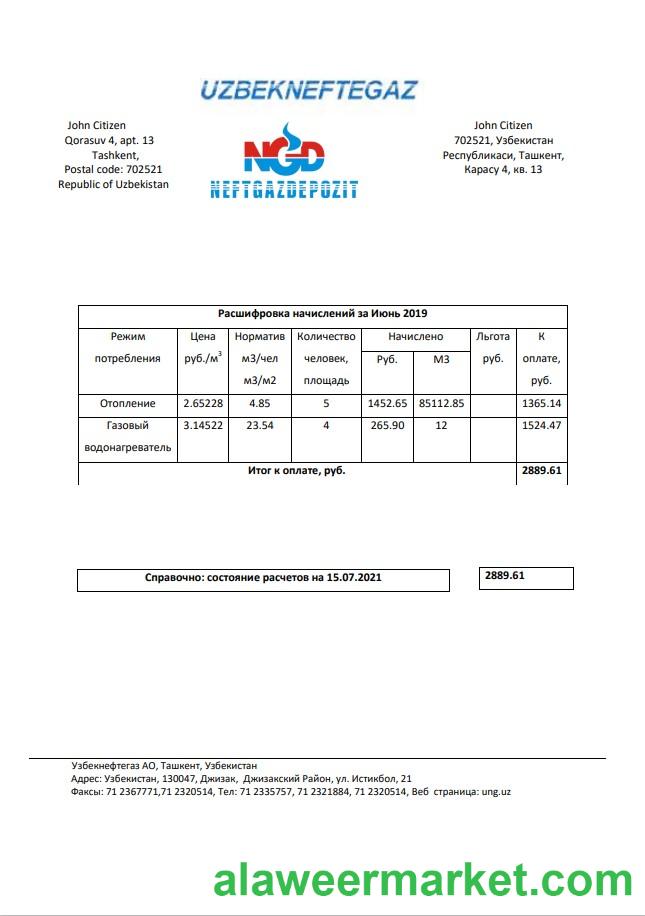 UZBEKNEFTEGAZ
John Citizen
Qorasuv 4, apt. 13
Tashkent,
Postal code: 702521
Republic of Uzbekistan
NGD
NEFTGAZDEPOZIT
John Citizen
702521, Узбекистан
Республикаси, Ташкент,
Карасу 4, кв. 13
Расшифровка начислений за Июнь 2019
Режим потребления Цена руб./м³ Норматив м3/чел м3/м2 Количество человек, площадь Начислено Льгота руб. К оплате, руб.
Руб. М3
Отопление 2.65228 4.85 5 1452.65 85112.85 1365.14
Газовый водонагреватель 3.14522 23.54 4 265.90 12 1524.47
Итог к оплате, руб. 2889.61
Справочно: состояние расчетов на 15.07.2021 2889.61
Узбекнефтегаз АО, Ташкент, Узбекистан
Адрес: Узбекистан, 130047, Джизак, Джизакский Район, ул. Истикбол, 21
Факсы: 71 2367771,71 2320514, Тел: 71 2335757, 71 2321884, 71 2320514, Веб страница: ung.uz
alaweermarket.com